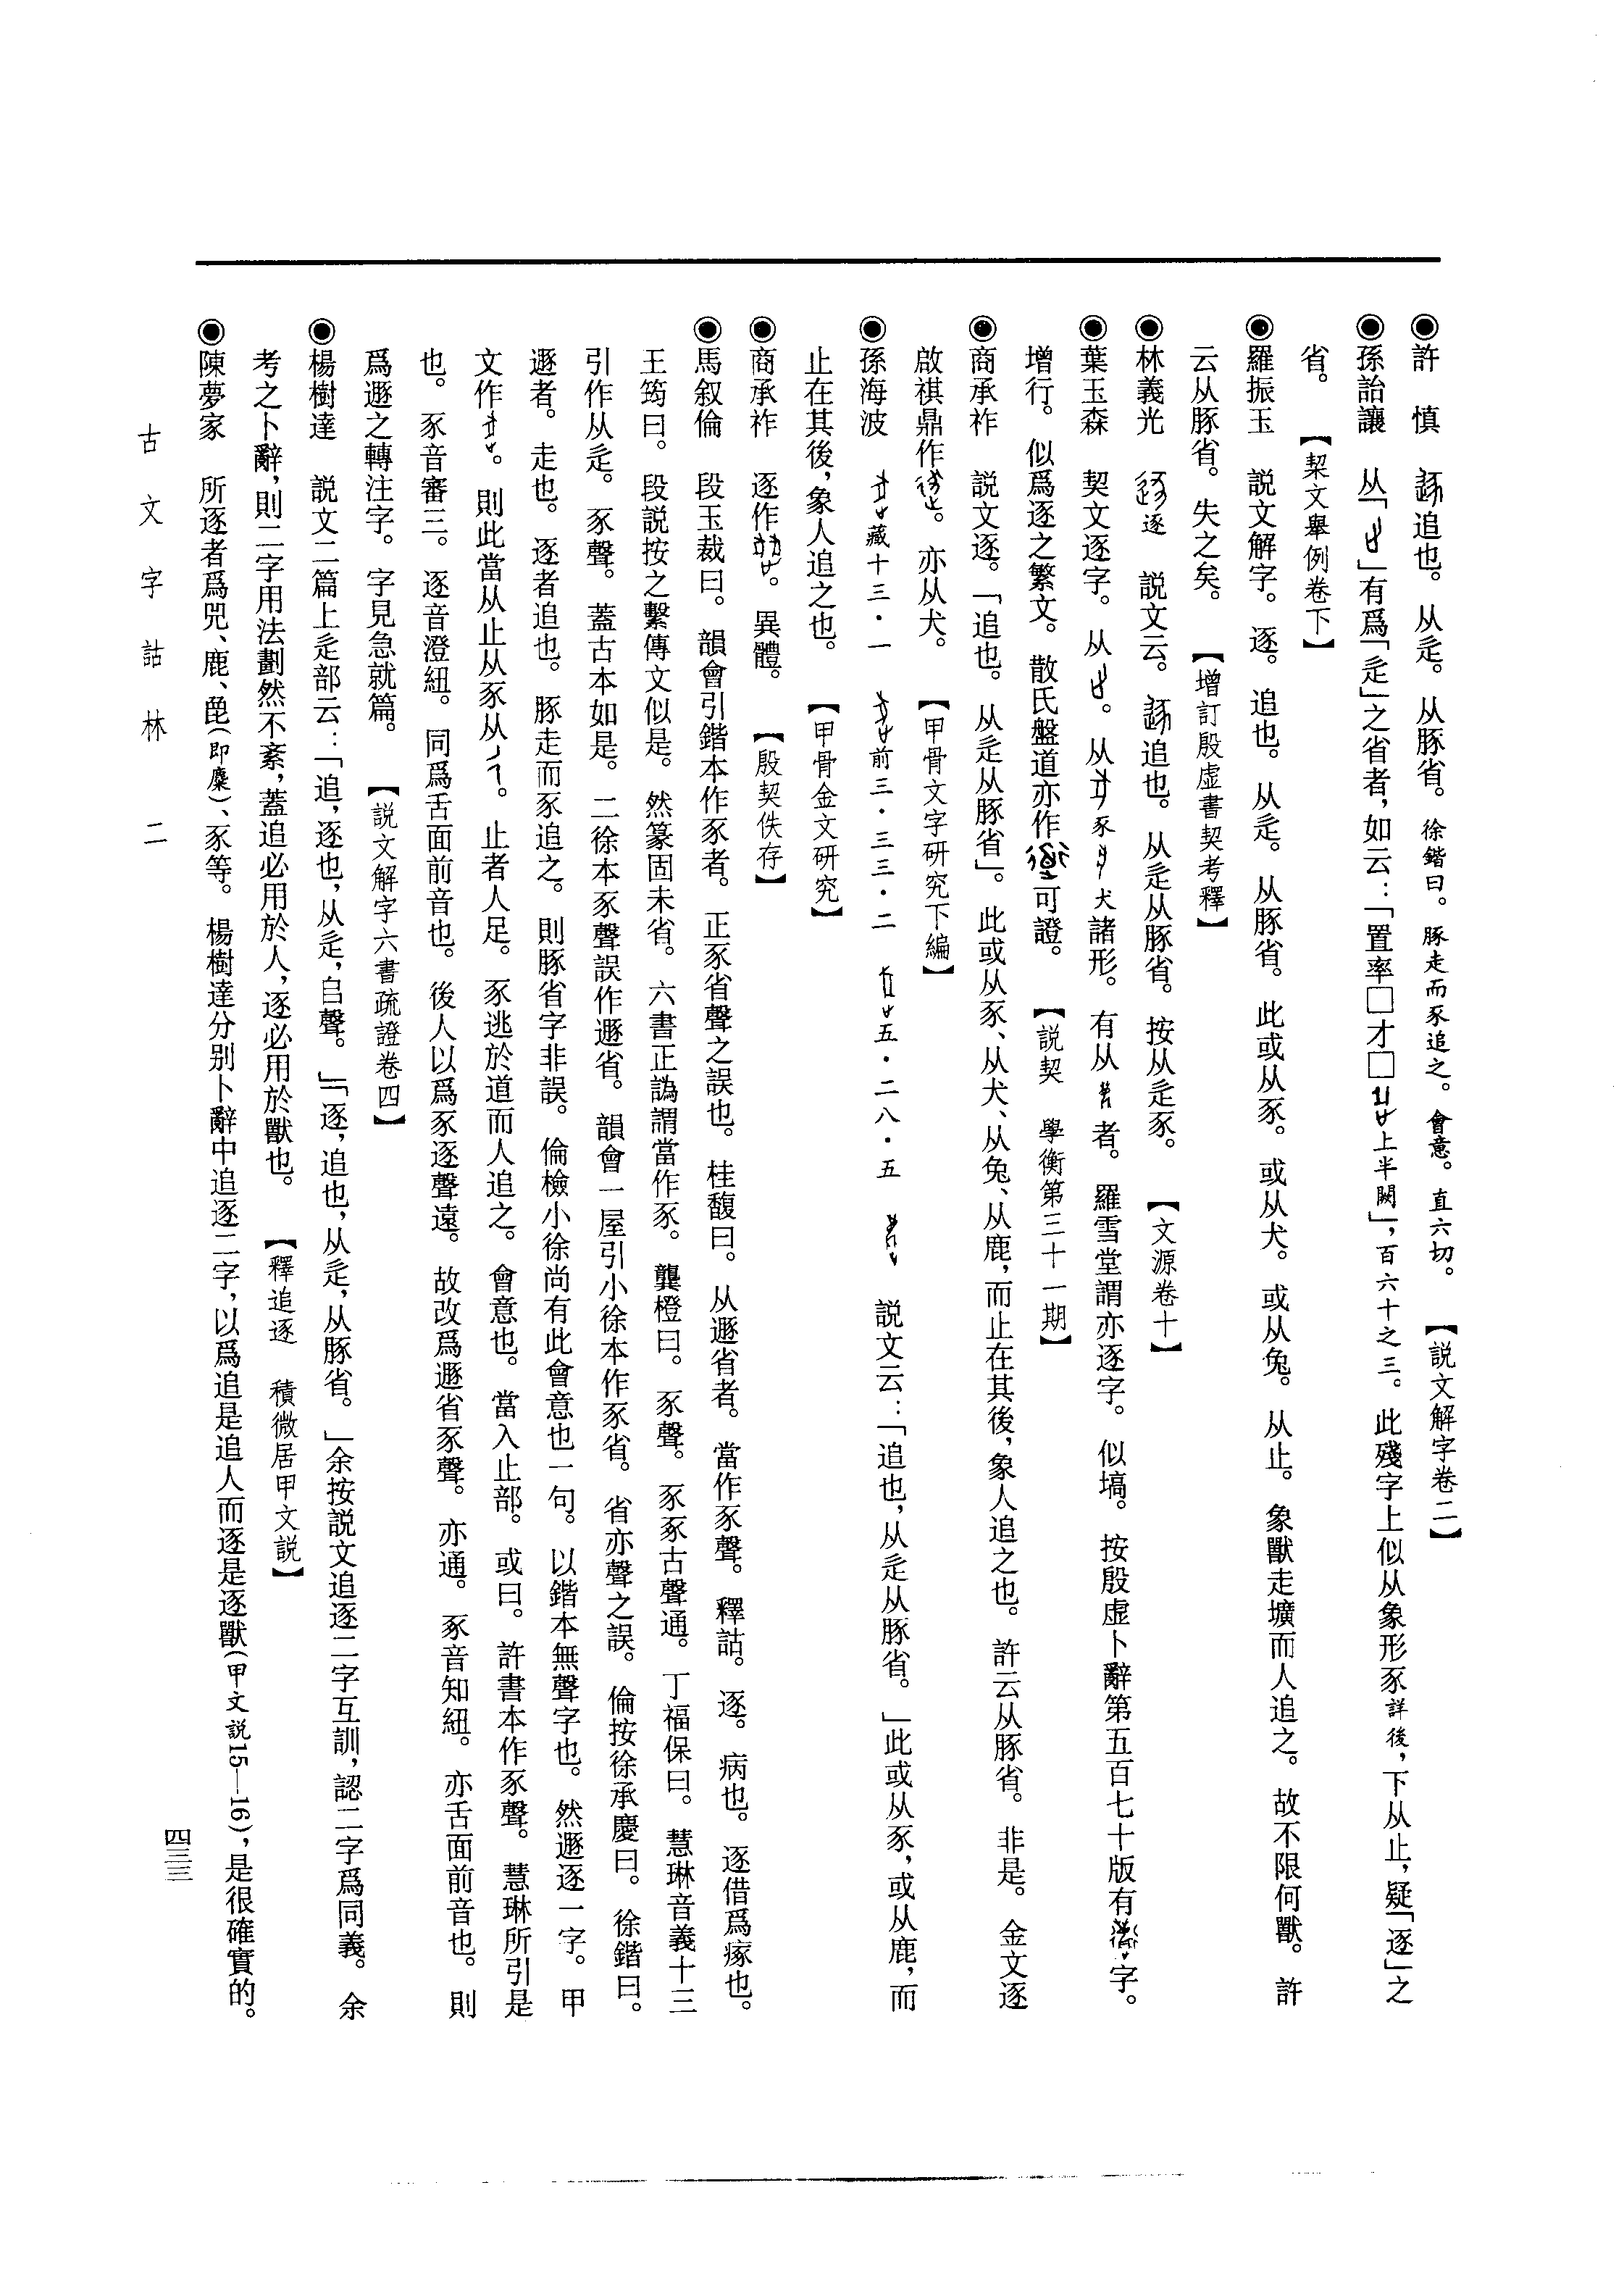 ◉許　慎　追也。从辵。从豚省。徐鍇曰。豚走而豕追之。會意。直六切。【説文解字卷二】
◉孫詒讓　从「」有爲「辵」之省者，如云：「置率□才□上半闕」，百六十之三。此殘字上似从象形豕詳後，下从止，疑「逐」之
省。【栔文舉例卷下】
◉羅振玉　説文解字。逐。追也。从辵。从豚省。此或从豕。或从犬。或从兔。从止。象獸走壙而人追之。故不限何獸。許
云从豚省。失之矣。【增訂殷虛書契考釋】
◉林義光　逐　説文云。追也。从辵从豚省。按从辵豕。【文源卷十】
◉葉玉森　契文逐字。从。从豕犬諸形。有从者。羅雪堂謂亦逐字。似塙。按殷虛卜辭第五百七十版有字。
增行。似爲逐之繁文。散氏盤道亦作可證。【説契　學衡第三十一期】
◉商承祚　説文逐。「追也。从辵从豚省」。此或从豕、从犬、从兔、从鹿，而止在其後，象人追之也。許云从豚省。非是。金文逐
啟祺鼎作。亦从犬。【甲骨文字研究下編】
◉孫海波　藏十三・一　前三・三三・二　五・二八・五　説文云：「追也，从辵从豚省。」此或从豕，或从鹿，而
止在其後，象人追之也。【甲骨金文研究】
◉商承祚　逐作。異體。【殷契佚存】
◉馬叙倫　段玉裁曰。韻會引鍇本作豕者。正豕省聲之誤也。桂馥曰。从遯省者。當作豕聲。釋詁。逐。病也。逐借爲瘃也。
王筠曰。段説按之繫傳文似是。然篆固未省。六書正譌謂當作豕。龔橙曰。豕聲。豕豖古聲通。丁福保曰。慧琳音義十三
引作从辵。豕聲。蓋古本如是。二徐本豕聲誤作遯省。韻會一屋引小徐本作豕省。省亦聲之誤。倫按徐承慶曰。徐鍇曰。
遯者。走也。逐者追也。豚走而豕追之。則豚省字非誤。倫檢小徐尚有此會意也一句。以鍇本無聲字也。然遯逐一字。甲
文作。則此當从止从豕从。止者人足。豕逃於道而人追之。會意也。當入止部。或曰。許書本作豕聲。慧琳所引是
也。豕音審三。逐音澄紐。同爲舌面前音也。後人以爲豕逐聲遠。故改爲遯省豕聲。亦通。豖音知紐。亦舌面前音也。則
爲遯之轉注字。字見急就篇。【説文解字六書疏證卷四】
◉楊樹達　説文二篇上辵部云：「追，逐也，从辵，𠂤聲。」「逐，追也，从辵，从豚省。」余按説文追逐二字互訓，認二字爲同義。余
考之卜辭，則二字用法劃然不紊，蓋追必用於人，逐必用於獸也。【釋追逐　積微居甲文説】
◉陳夢家　所逐者爲兕、鹿、㲋(即麋)、豕等。楊樹達分别卜辭中追逐二字，以爲追是追人而逐是逐獸(甲文説15—16)，是很確實的。
古文字詁林　二
四三三